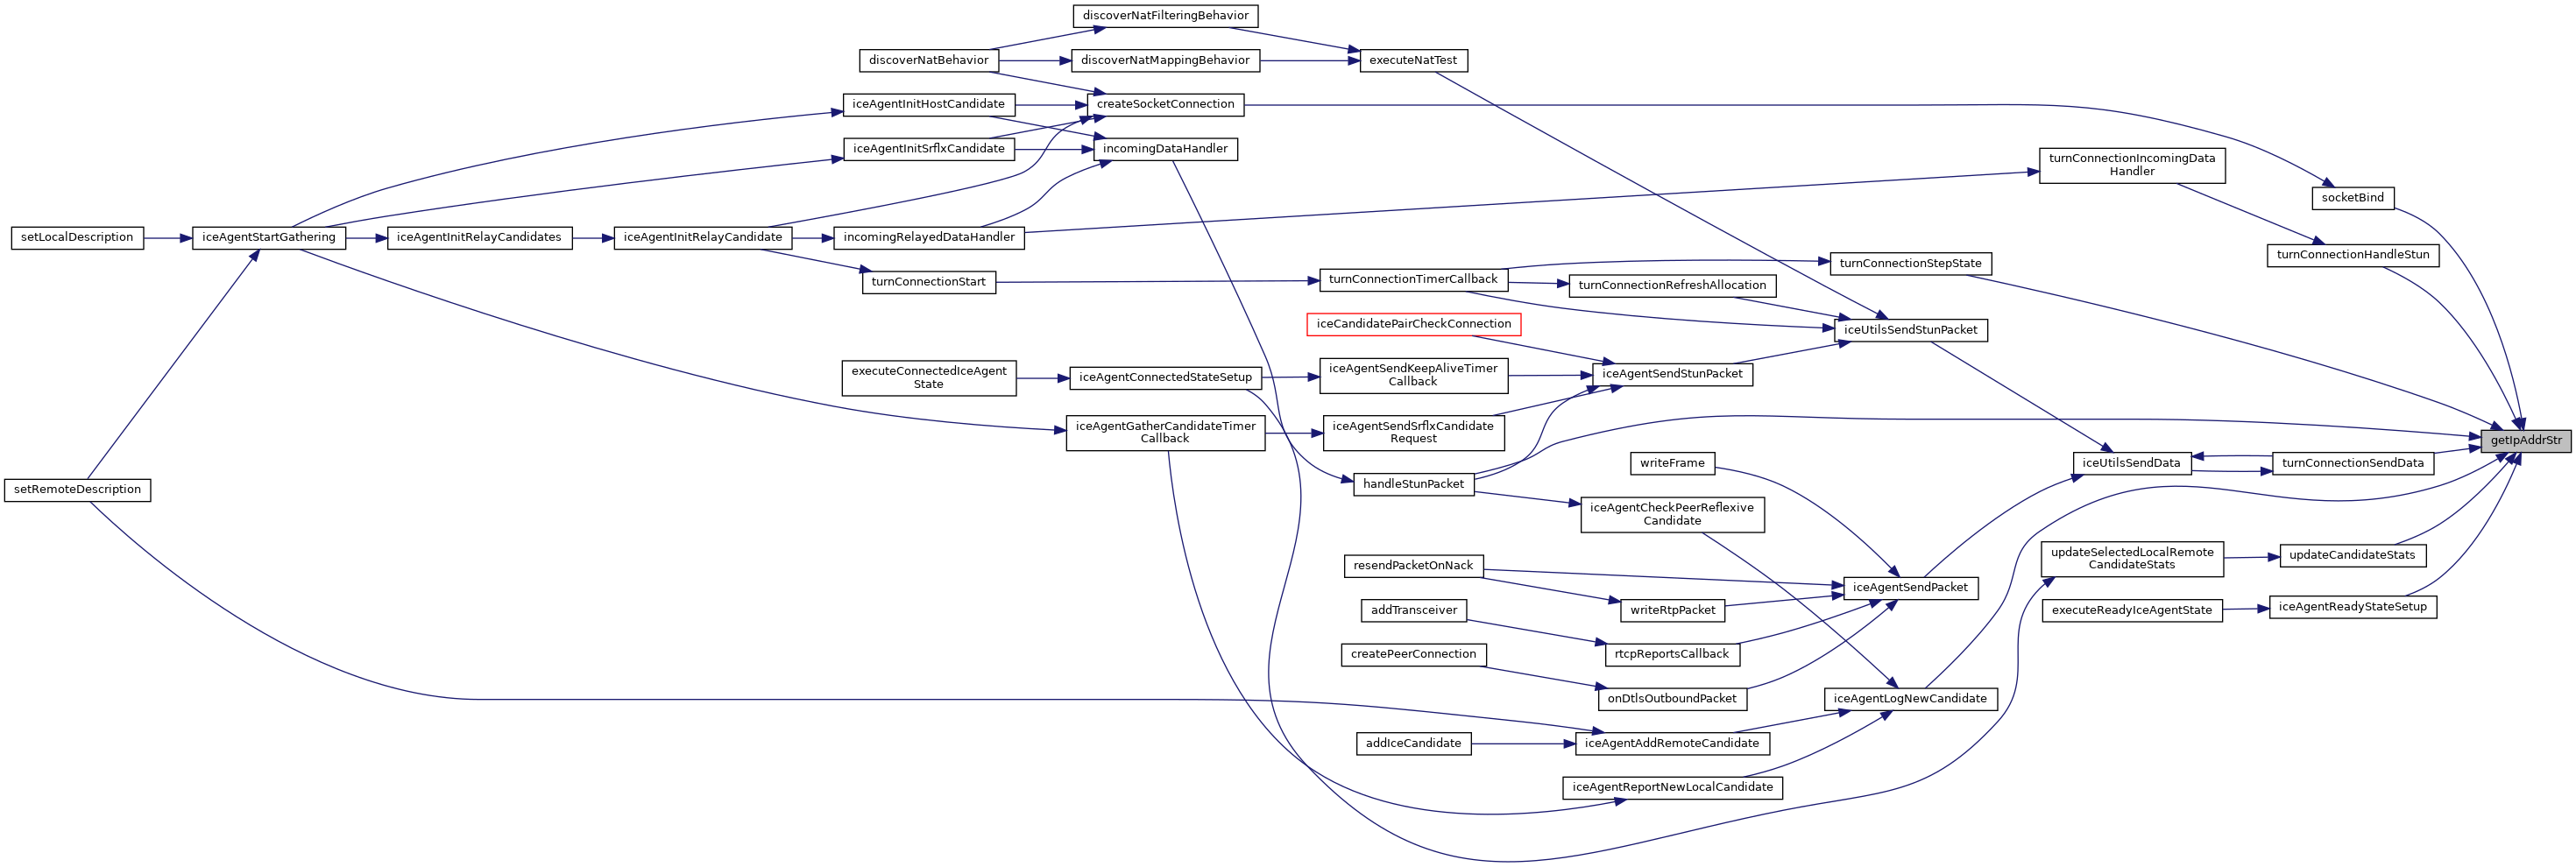 discoverNatFilteringBehavior
discoverNatBehavior
discoverNatMappingBehavior
executeNatTest
iceAgentInitHostCandidate
createSocketConnection
iceAgentInitSrflxCandidate
incomingDataHandler
turnConnectionIncomingData
Handler
socketBind
setLocalDescription
iceAgentStartGathering
iceAgentInitRelayCandidates
iceAgentInitRelayCandidate
incomingRelayedDataHandler
turnConnectionHandleStun
turnConnectionStepState
turnConnectionStart
turnConnectionTimerCallback
turnConnectionRefreshAllocation
iceCandidatePairCheckConnection
iceUtilsSendStunPacket
executeConnectedIceAgent
State
iceAgentConnectedStateSetup
iceAgentSendKeepAliveTimer
Callback
iceAgentSendStunPacket
iceAgentGatherCandidateTimer
Callback
iceAgentSendSrflxCandidate
Request
getIpAddrStr
writeFrame
iceUtilsSendData
turnConnectionSendData
setRemoteDescription
handleStunPacket
iceAgentCheckPeerReflexive
Candidate
resendPacketOnNack
updateSelectedLocalRemote
CandidateStats
updateCandidateStats
iceAgentSendPacket
addTransceiver
writeRtpPacket
executeReadyIceAgentState
iceAgentReadyStateSetup
createPeerConnection
rtcpReportsCallback
onDtlsOutboundPacket
iceAgentLogNewCandidate
addIceCandidate
iceAgentAddRemoteCandidate
iceAgentReportNewLocalCandidate